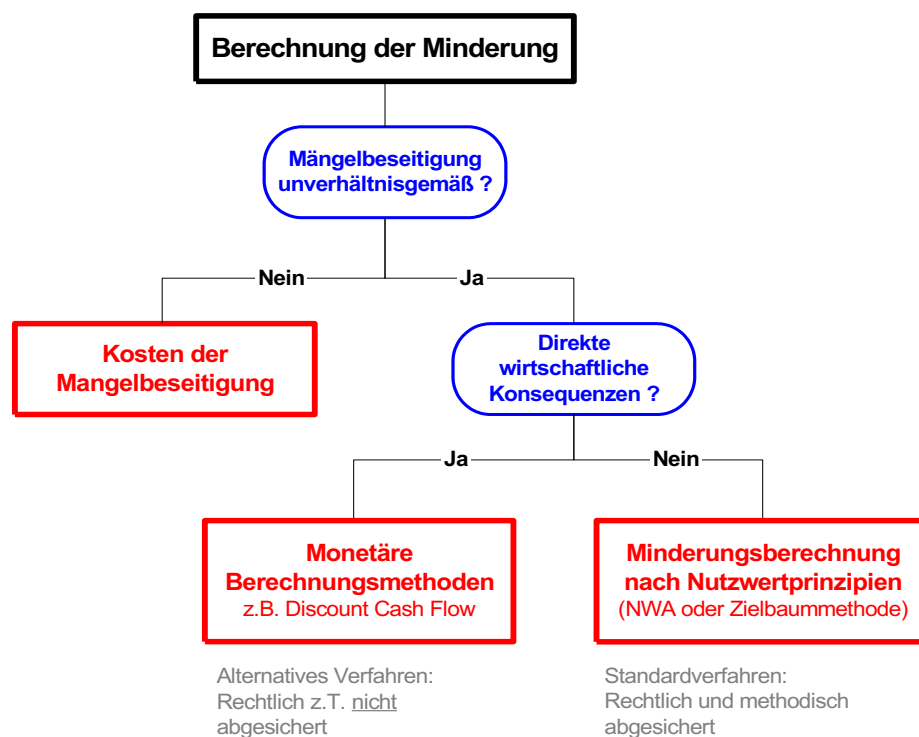 Berechnung der Minderung
Mängelbeseitigung
unverhältnisgemäß ?
Nein
Ja
Kosten der
Mangelbeseitigung
Direkte
wirtschaftliche
Konsequenzen ?
Ja
Nein
Monetäre
Berechnungsmethoden
z.B. Discount Cash Flow
Minderungsberechnung
nach Nutzwertprinzipien
(NWA oder Zielbaummethode)
Alternatives Verfahren:
Rechtlich z.T. nicht
abgesichert
Standardverfahren:
Rechtlich und methodisch
abgesichert